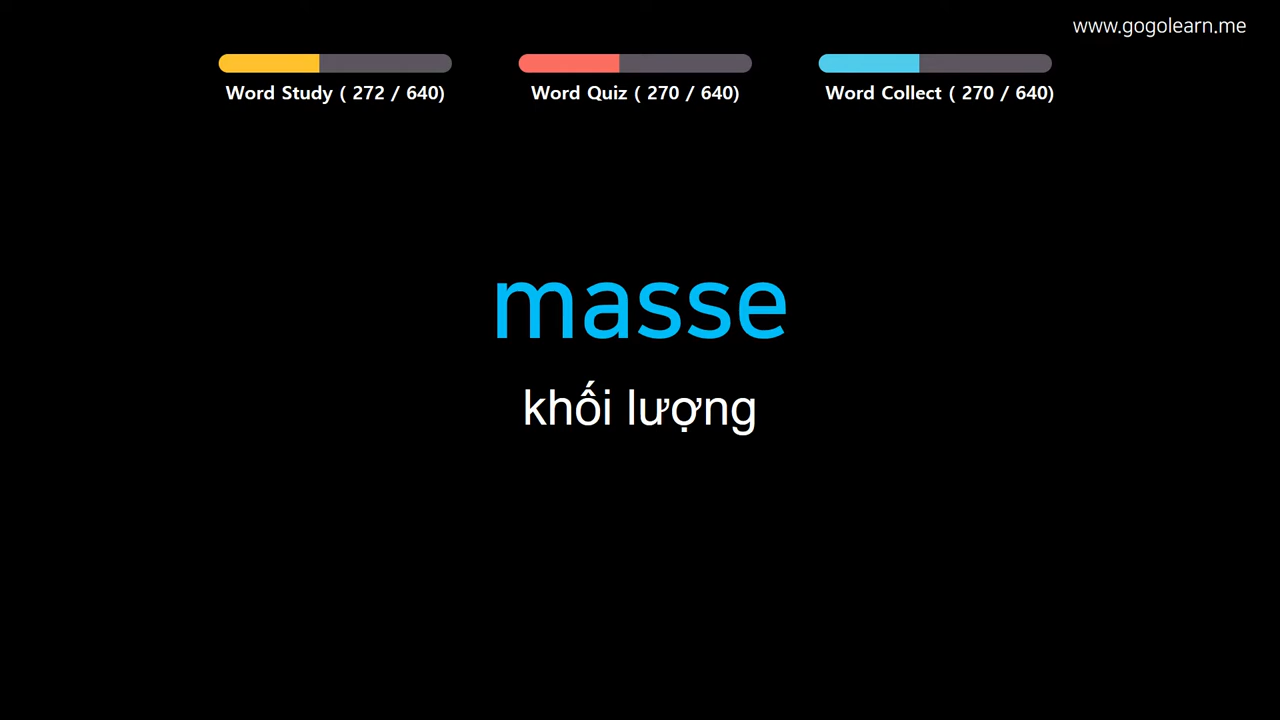 www.gogolearn.me
Word Study ( 272 / 640)
Word Quiz ( 270 / 640)
Word Collect ( 270 / 640)
masse
khối lượng